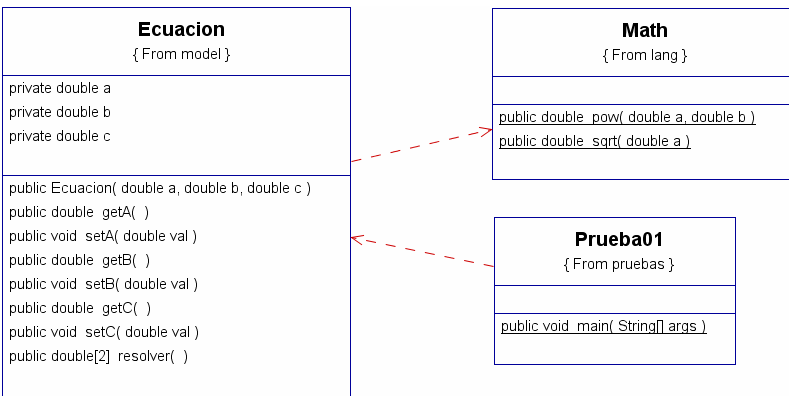 Ecuacion
{ From model }
private double a
private double b
private double c
public Ecuacion( double a, double b, double c )
public double getA( )
public void setA( double val )
public double getB( )
public void setB( double val )
public double getC( )
public void setC( double val )
public double[2] resolver( )
Math
{ From lang }
public double pow( double a, double b )
public double sqrt( double a )
Prueba01
{ From pruebas }
public void main( String[] args )